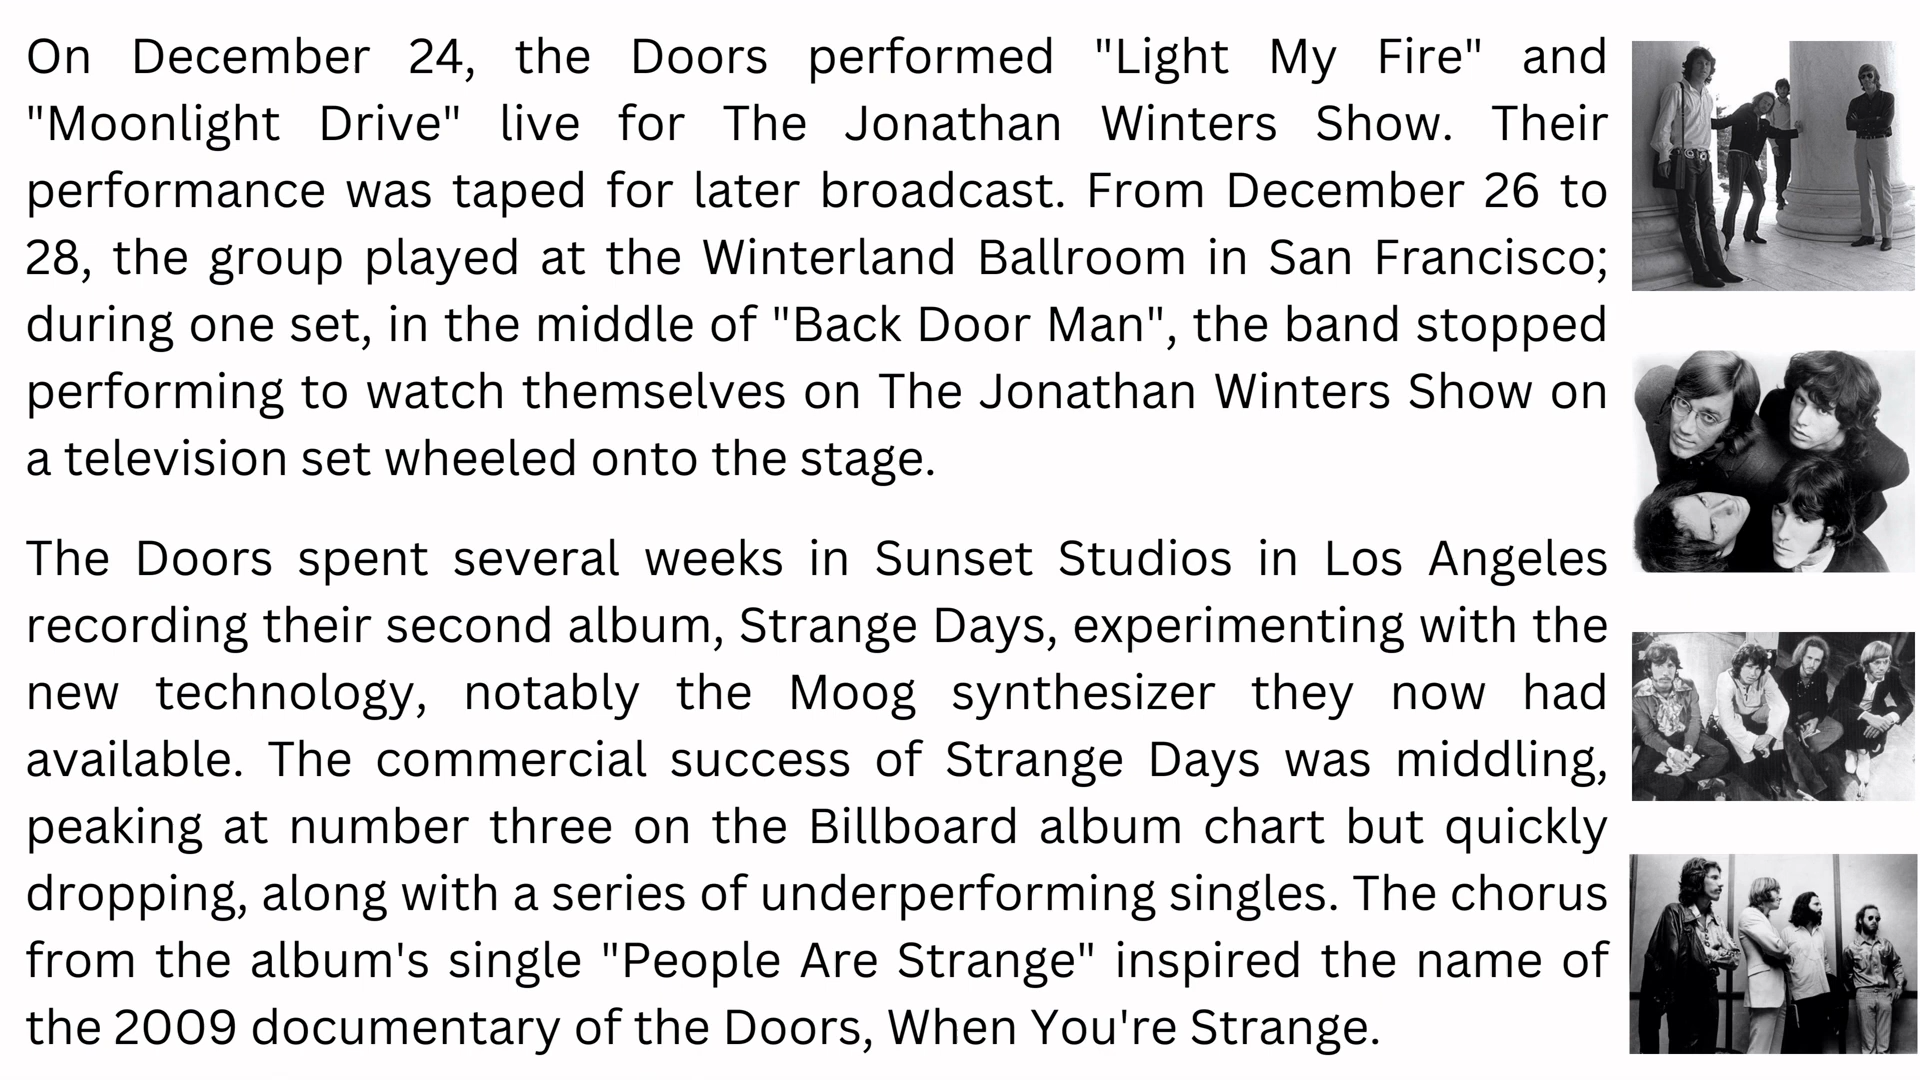 On December 24, the Doors performed "Light My Fire" and
"Moonlight Drive" live for The Jonathan Winters Show. Their
performance was taped for later broadcast. From December 26 to
28, the group played at the Winterland Ballroom in San Francisco;
during one set, in the middle of "Back Door Man", the band stopped
performing to watch themselves on The Jonathan Winters Show on
a television set wheeled onto the stage.
The Doors spent several weeks in Sunset Studios in Los Angeles
recording their second album, Strange Days, experimenting with the
new technology, notably the Moog synthesizer they now had
available. The commercial success of Strange Days was middling,
peaking at number three on the Billboard album chart but quickly
dropping, along with a series of underperforming singles. The chorus
from the album's single "People Are Strange" inspired the name of
the 2009 documentary of the Doors, When You're Strange.